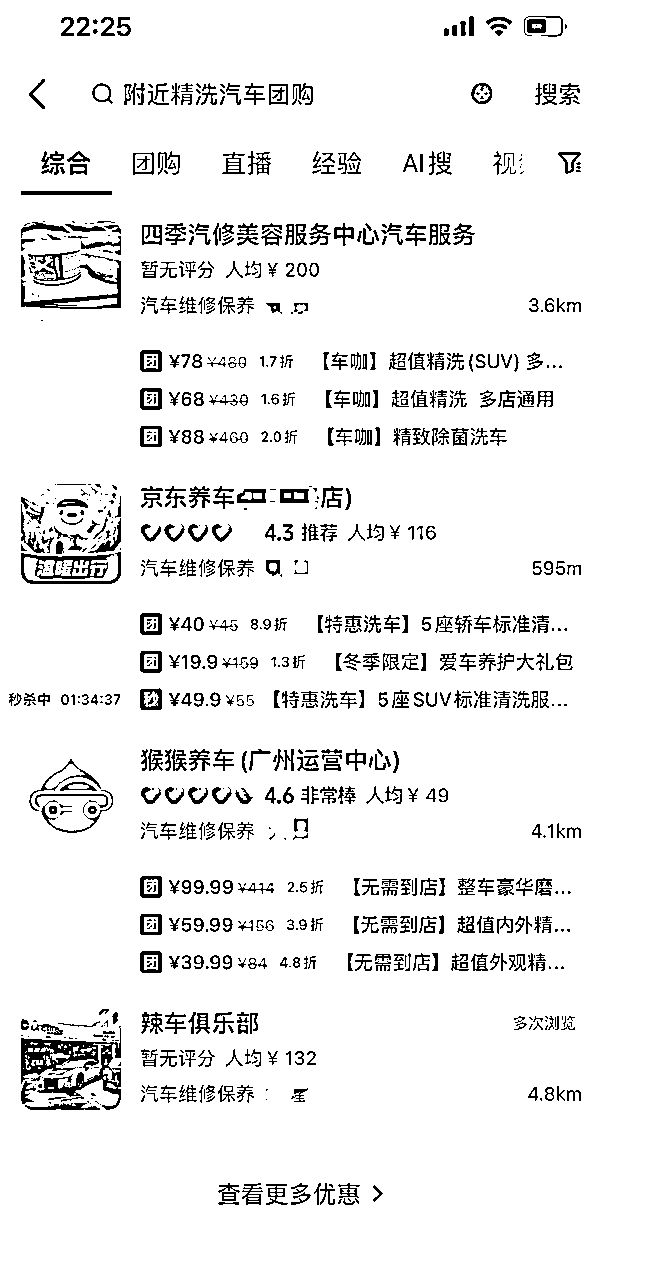 22:25
附近精洗汽车团购 搜索
综合 团购 直播 经验 AI搜 视
四季汽修美容服务中心汽车服务
暂无评分 人均¥200
汽车维修保养 3.6km
团 ¥78 ¥480 1.7折 【车咖】超值精洗(SUV) 多...
团 ¥68 ¥430 1.6折 【车咖】超值精洗 多店通用
团 ¥88 ¥460 2.0折 【车咖】精致除菌洗车
京东养车 店)
4.3 推荐 人均¥116
温暖出行
汽车维修保养 595m
团 ¥40 ¥45 8.9折 【特惠洗车】5座轿车标准清...
团 ¥19.9 ¥159 1.3折 【冬季限定】爱车养护大礼包
秒杀中 01:34:37 秒 ¥49.9 ¥55 【特惠洗车】5座SUV标准清洗服...
猴猴养车(广州运营中心)
4.6 非常棒 人均¥49
汽车维修保养 4.1km
团 ¥99.99 ¥414 2.5折 【无需到店】整车豪华磨...
团 ¥59.99 ¥156 3.9折 【无需到店】超值内外精...
团 ¥39.99 ¥84 4.8折 【无需到店】超值外观精...
辣车俱乐部 多次浏览
暂无评分 人均¥132
汽车维修保养 4.8km
查看更多优惠 >